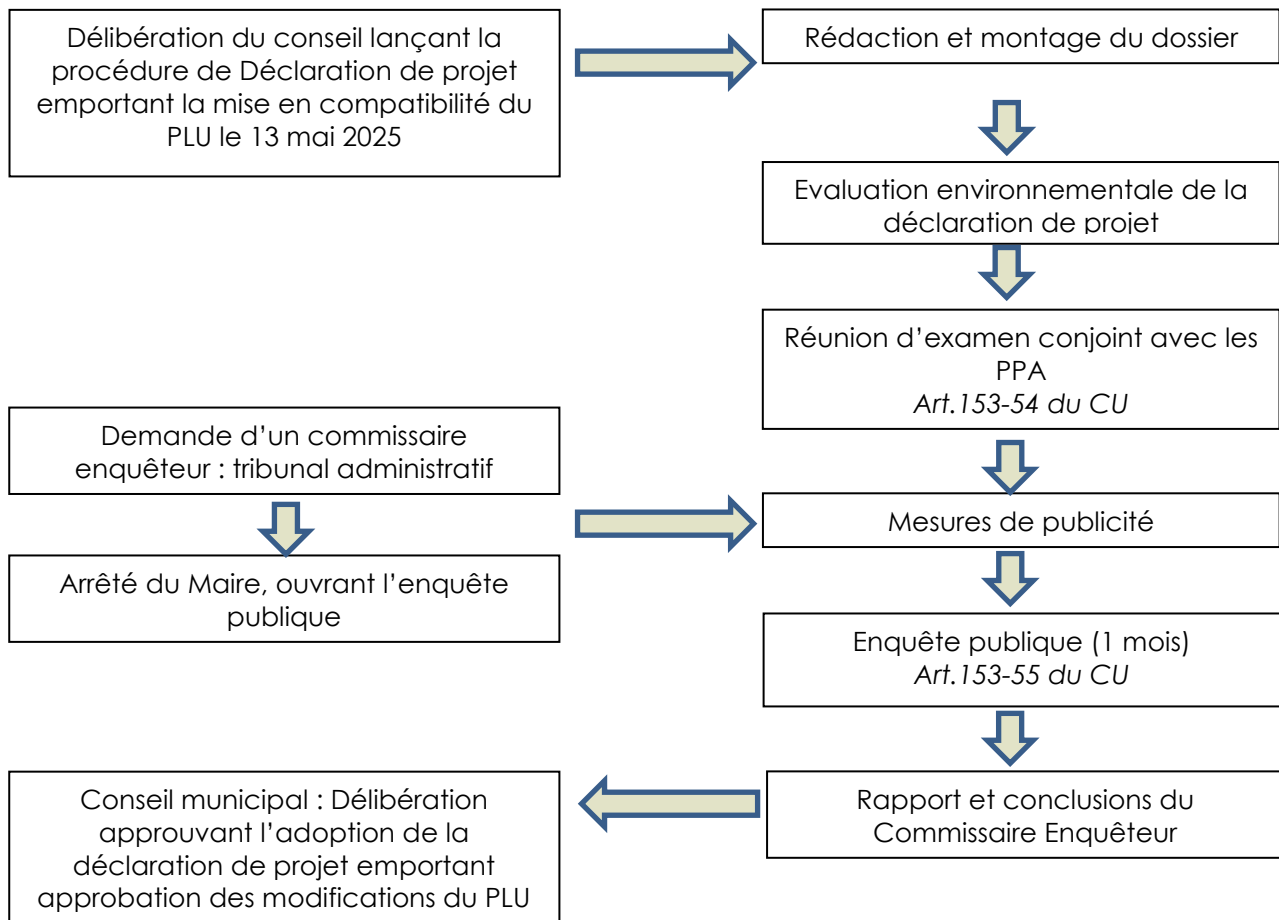 Délibération du conseil lançant la
procédure de Déclaration de projet
emportant la mise en compatibilité du
PLU le 13 mai 2025
Rédaction et montage du dossier
Evaluation environnementale de la
déclaration de projet
Réunion d’examen conjoint avec les
PPA
Art.153-54 du CU
Demande d’un commissaire
enquêteur : tribunal administratif
Arrêté du Maire, ouvrant l’enquête
publique
Mesures de publicité
Enquête publique (1 mois)
Art.153-55 du CU
Rapport et conclusions du
Commissaire Enquêteur
Conseil municipal : Délibération
approuvant l’adoption de la
déclaration de projet emportant
approbation des modifications du PLU